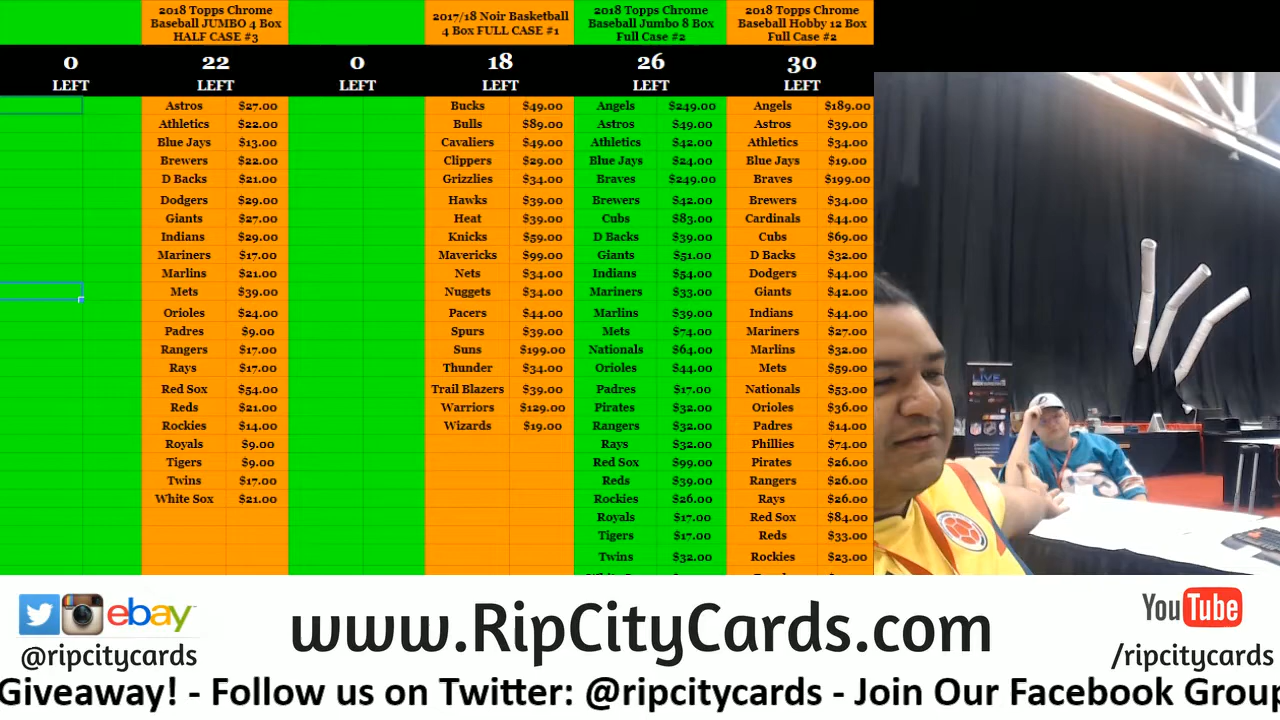 2018 Topps Chrome
Baseball JUMBO 4 Box
HALF CASE #3
2017/18 Noir Basketball
4 Box FULL CASE #1
2018 Topps Chrome
Baseball Jumbo 8 Box
Full Case #2
2018 Topps Chrome
Baseball Hobby 12 Box
Full Case #2
0 22 0 18 26 30
LEFT LEFT LEFT LEFT LEFT LEFT
Astros $27.00 Bucks $49.00 Angels $249.00 Angels $189.00
Athletics $22.00 Bulls $89.00 Astros $49.00 Astros $39.00
Blue Jays $13.00 Cavaliers $49.00 Athletics $42.00 Athletics $34.00
Brewers $22.00 Clippers $29.00 Blue Jays $24.00 Blue Jays $19.00
D Backs $21.00 Grizzlies $34.00 Braves $249.00 Braves $199.00
Dodgers $29.00 Hawks $39.00 Brewers $42.00 Brewers $34.00
Giants $27.00 Heat $39.00 Cubs $83.00 Cardinals $44.00
Indians $29.00 Knicks $59.00 D Backs $39.00 Cubs $69.00
Mariners $17.00 Mavericks $99.00 Giants $51.00 D Backs $32.00
Marlins $21.00 Nets $34.00 Indians $54.00 Dodgers $44.00
Mets $39.00 Nuggets $34.00 Mariners $33.00 Giants $42.00
Orioles $24.00 Pacers $44.00 Marlins $39.00 Indians $44.00
Padres $9.00 Spurs $39.00 Mets $74.00 Mariners $27.00
Rangers $17.00 Suns $199.00 Nationals $64.00 Marlins $32.00
Rays $17.00 Thunder $34.00 Orioles $44.00 Mets $59.00
Red Sox $54.00 Trail Blazers $39.00 Padres $17.00 Nationals $53.00
Reds $21.00 Warriors $129.00 Pirates $32.00 Orioles $36.00
Rockies $14.00 Wizards $19.00 Rangers $32.00 Padres $14.00
Royals $9.00 Rays $32.00 Phillies $74.00
Tigers $9.00 Red Sox $99.00 Pirates $26.00
Twins $17.00 Reds $39.00 Rangers $26.00
White Sox $21.00 Rockies $26.00 Rays $26.00
Royals $17.00 Red Sox $84.00
Tigers $17.00 Reds $33.00
Twins $32.00 Rockies $23.00
LIVE
ebay
@ripcitycards
www.RipCityCards.com
YouTube
/ripcitycards
Giveaway! - Follow us on Twitter: @ripcitycards - Join Our Facebook Group